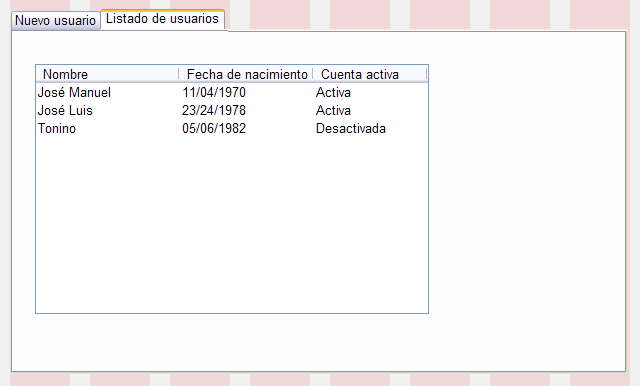 Nuevo usuario Listado de usuarios
Nombre Fecha de nacimiento Cuenta activa
José Manuel 11/04/1970 Activa
José Luis 23/24/1978 Activa
Tonino 05/06/1982 Desactivada